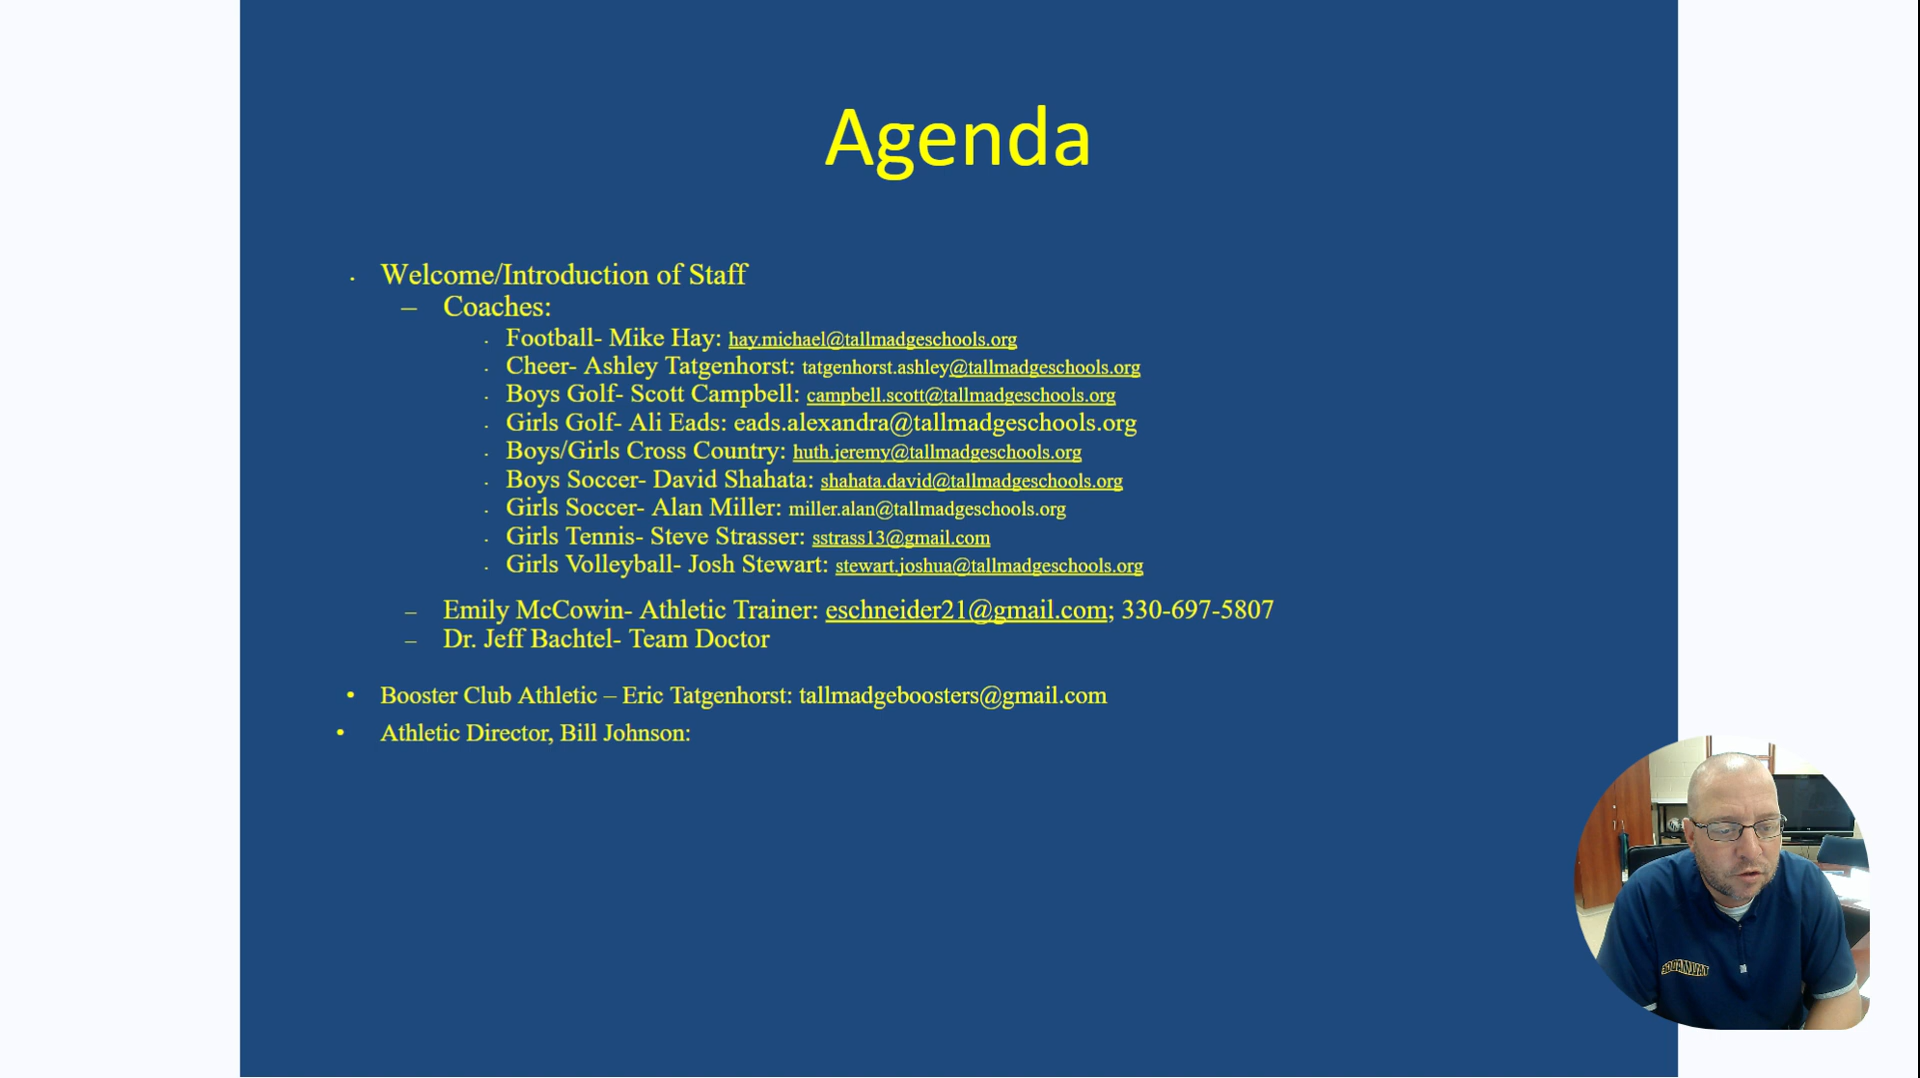 Agenda
· Welcome/Introduction of Staff
– Coaches:
· Football- Mike Hay: hay.michael@tallmadgeschools.org
· Cheer- Ashley Tatgenhorst: tatgenhorst.ashley@tallmadgeschools.org
· Boys Golf- Scott Campbell: campbell.scott@tallmadgeschools.org
· Girls Golf- Ali Eads: eads.alexandra@tallmadgeschools.org
· Boys/Girls Cross Country: huth.jeremy@tallmadgeschools.org
· Boys Soccer- David Shahata: shahata.david@tallmadgeschools.org
· Girls Soccer- Alan Miller: miller.alan@tallmadgeschools.org
· Girls Tennis- Steve Strasser: sstrass13@gmail.com
· Girls Volleyball- Josh Stewart: stewart.joshua@tallmadgeschools.org
– Emily McCowin- Athletic Trainer: eschneider21@gmail.com; 330-697-5807
– Dr. Jeff Bachtel- Team Doctor
• Booster Club Athletic – Eric Tatgenhorst: tallmadgeboosters@gmail.com
• Athletic Director, Bill Johnson:
TALLMADGE